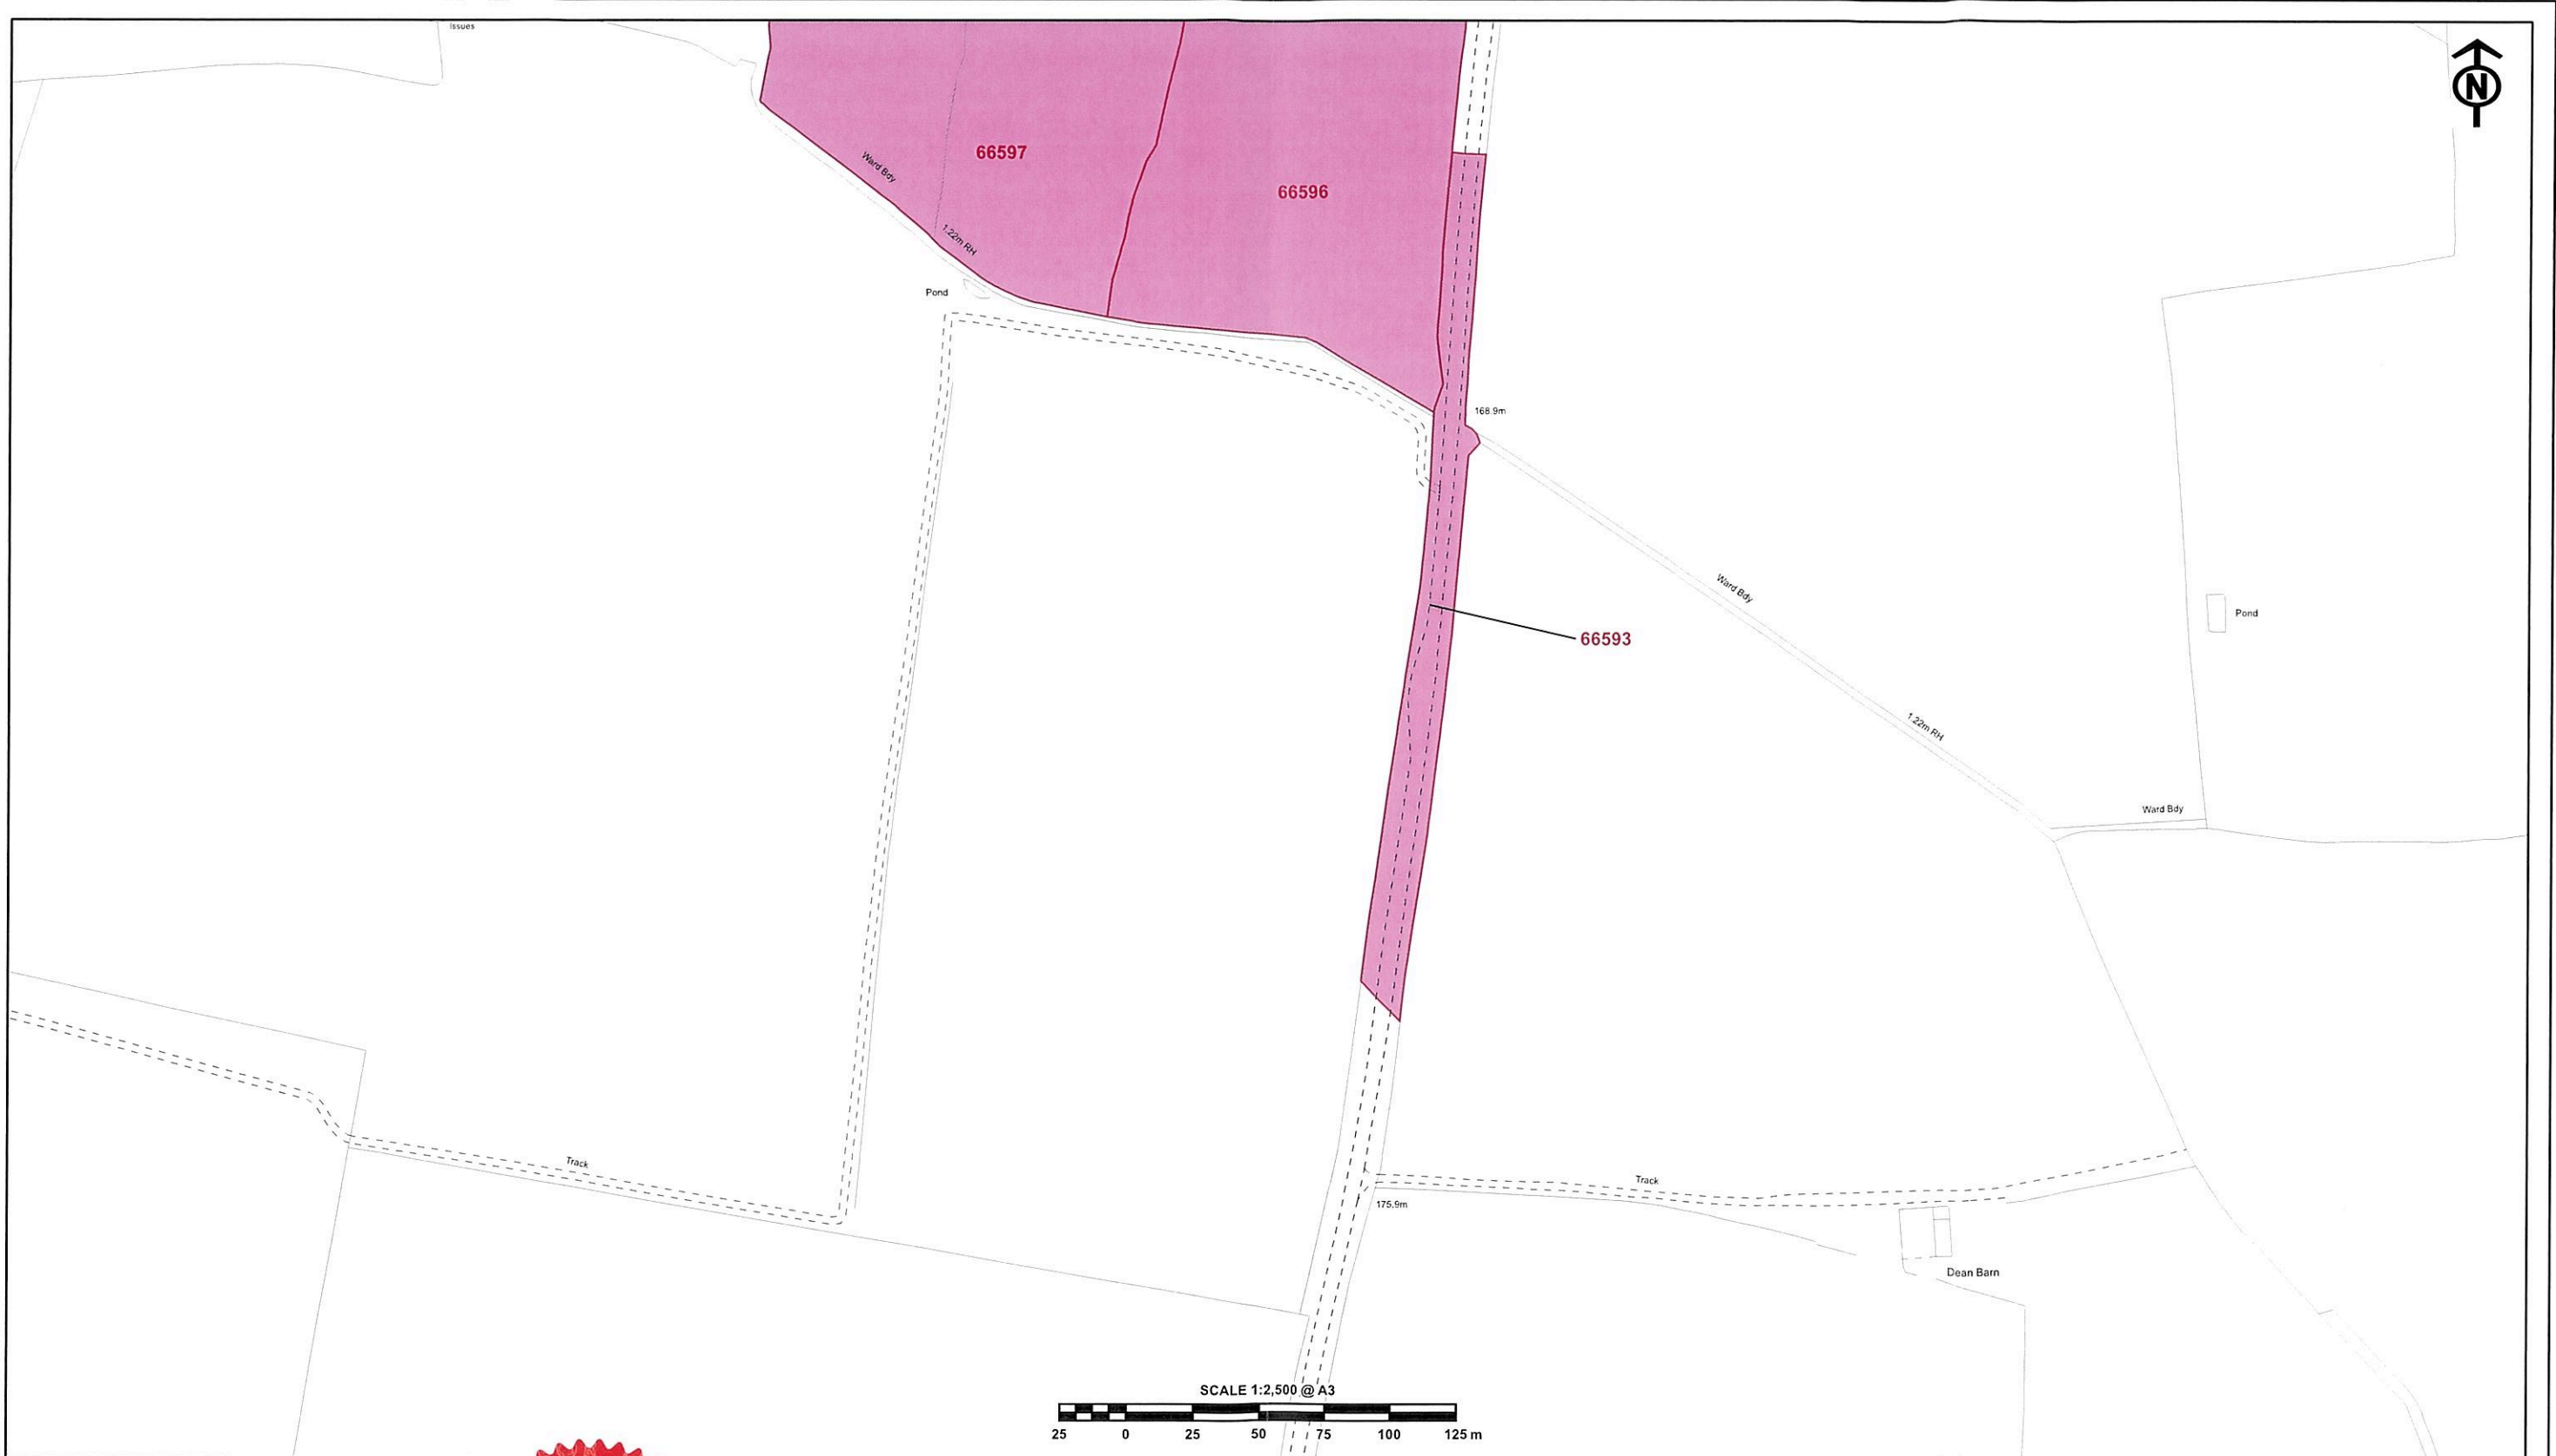 Issues
N
66597
Ward Bdy
66596
1.22m RH
Pond
168.9m
Ward Bdy
Pond
66593
1.22m RH
Ward Bdy
Track
Track
175.9m
Dean Barn
SCALE 1:2,500 @ A3
25 0 25 50 75 100 125 m